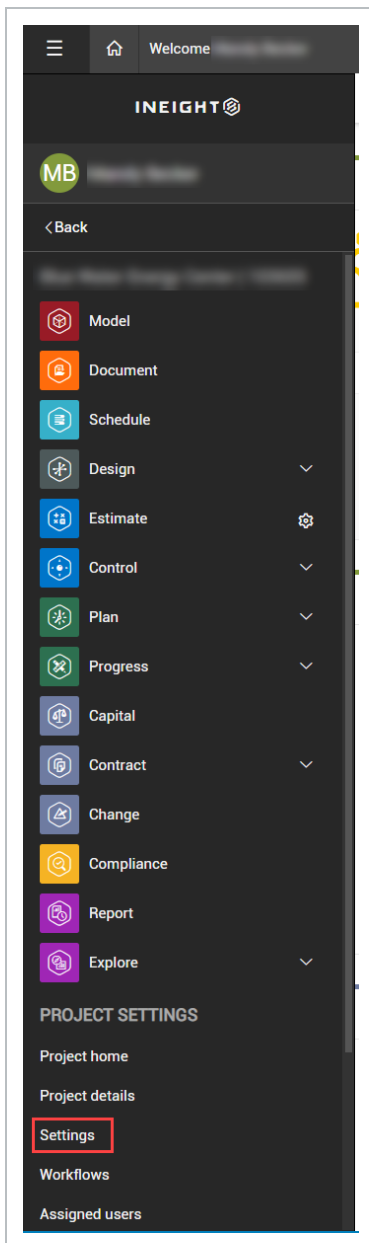 Welcome
INEIGHT
MB
<Back
Model
Document
Schedule
Design
Estimate
Control
Plan
Progress
Capital
Contract
Change
Compliance
Report
Explore
PROJECT SETTINGS
Project home
Project details
Settings
Workflows
Assigned users